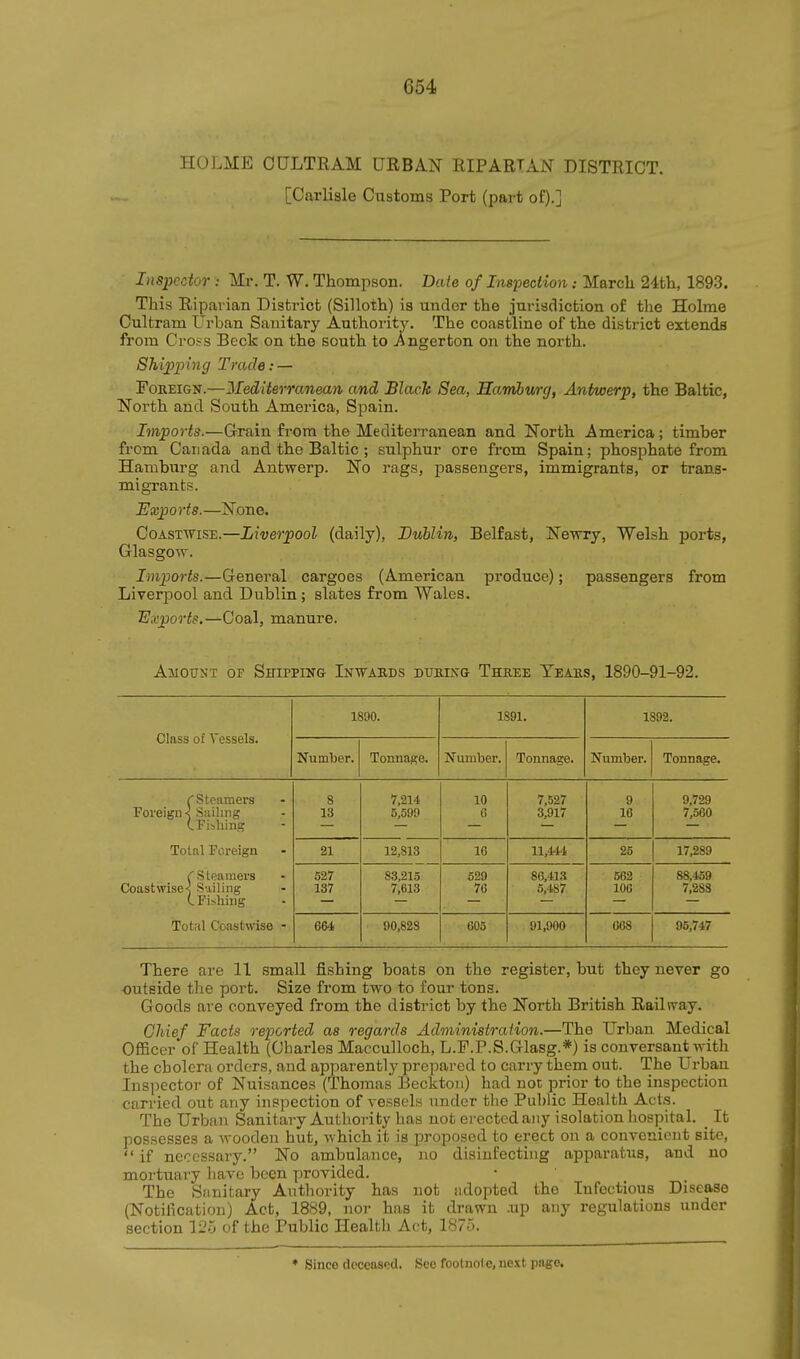 654
HOLME CULTRAM URBAN RIPARIAN DISTRICT.
[Carlisle Customs Port (part of).]
Inspector: Mr. T. W. Thompson. Date of Inspection: March 24th, 1893.
This Riparian District (Silloth) is under the jurisdiction of the Holme
Cultram Urban Sanitary Authority. The coastline of the district extends
from Cross Beck on the south to Angerton on the north.
Shipping Trade:—
FOREIGN.—Mediterranean and Black Sea, Hamburg, Antwerp, the Baltic,
North and South America, Spain.
Imports.—Grain from the Mediterranean and North America; timber
from Canada and the Baltic; sulphur ore from Spain; phosphate from
Hamburg and Antwerp. No rags, passengers, immigrants, or trans-
migrants.
Exports.—None.
COASTWISE.—Liverpool (daily), Dublin, Belfast, Newry, Welsh ports,
Glasgow.
Imports.—General cargoes (American produce); passengers from
Liverpool and Dublin; slates from Wales.
Exports.—Coal, manure.
AMOUNT OF SHIPPING INWARDS DURING THREE YEARS, 1890-91-92.
Class of Vessels. 1890. 1891. 1892.
Number. Tonnage. Number. Tonnage. Number. Tonnage.
Foreign { Steamers - 8 7,214 10 7,527 9 9,729
Sailing - 13 5,599 6 3,917 16 7,560
Fishing - — — — — — —
Total Foreign - 21 12,813 16 11,444 25 17,289
Coastwise { Steamers - 527 83,215 529 86,413 562 88,459
Sailing - 137 7,613 76 5,487 106 7,288
Fishing - — — — — — —
Total Coastwise - 664 90,828 605 91,900 668 95,747
There are 11 small fishing boats on the register, but they never go
outside the port. Size from two to four tons.
Goods are conveyed from the district by the North British Railway.
Chief Facts reported as regards Administration.—The Urban Medical
Officer of Health (Charles Macculloch, L.F.P.S.Glasg.*) is conversant with
the cholera orders, and apparently prepared to carry them out. The Urban
Inspector of Nuisances (Thomas Beckton) had not prior to the inspection
carried out any inspection of vessels under the Public Health Acts.
The Urban Sanitary Authority has not erected any isolation hospital. It
possesses a wooden hut, which it is proposed to erect on a convenient site,
"if necessary." No ambulance, no disinfecting apparatus, and no
mortuary have been provided.
The Sanitary Authority has not adopted the Infectious Disease
(Notification) Act, 1889, nor has it drawn up any regulations under
section 125 of the Public Health Act, 1875.
* Since deceased. See footnote, next page.